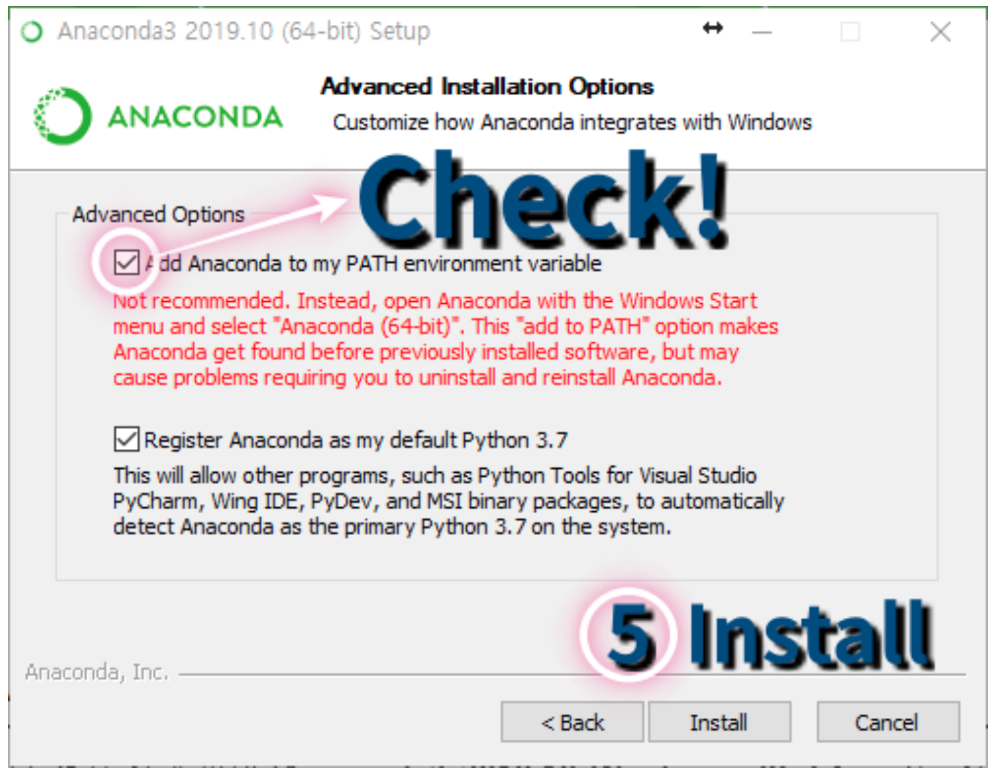 Anaconda3 2019.10 (64-bit) Setup
ANACONDA
Advanced Installation Options
Customize how Anaconda integrates with Windows
Check!
Advanced Options
Add Anaconda to my PATH environment variable
Not recommended. Instead, open Anaconda with the Windows Start
menu and select "Anaconda (64-bit)". This "add to PATH" option makes
Anaconda get found before previously installed software, but may
cause problems requiring you to uninstall and reinstall Anaconda.
Register Anaconda as my default Python 3.7
This will allow other programs, such as Python Tools for Visual Studio
PyCharm, Wing IDE, PyDev, and MSI binary packages, to automatically
detect Anaconda as the primary Python 3.7 on the system.
5 Install
Anaconda, Inc.
< Back
Install
Cancel